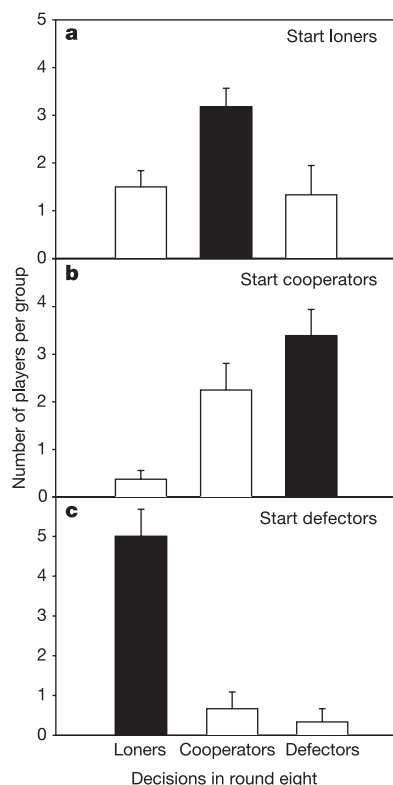 a
Start loners
5
4
3
2
1
0
b
Start cooperators
4
3
2
1
0
c
Start defectors
5
4
3
2
1
0
Number of players per group
Loners Cooperators Defectors
Decisions in round eight